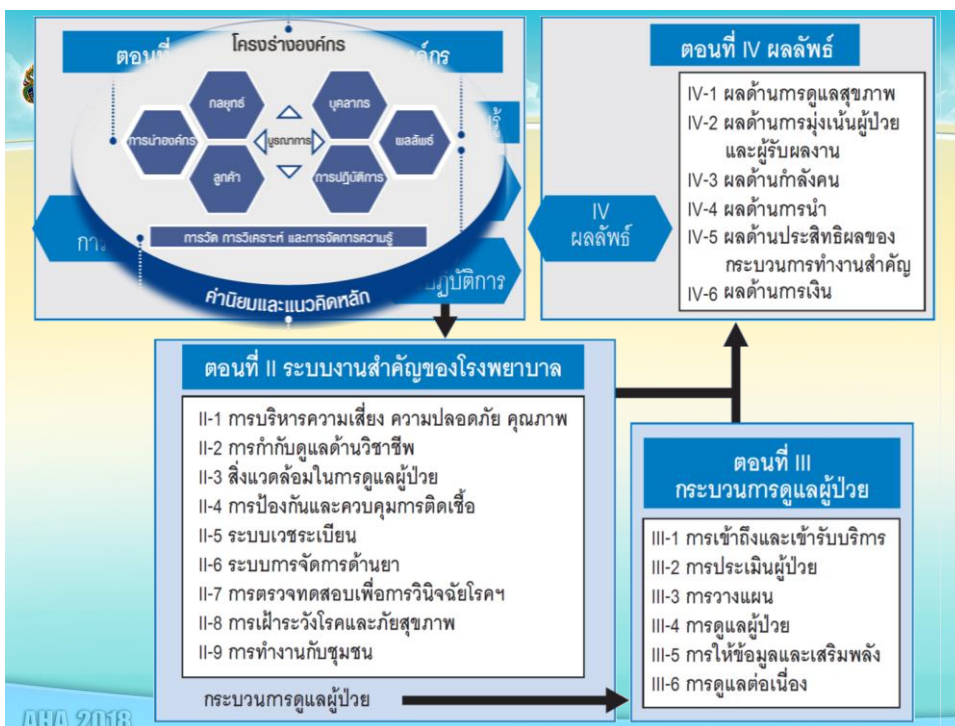 ตอนที่
องค์กร
โครงร่างองค์กร
กลยุทธ์
บุคลากร
การนำองค์กร
บูรณาการ
ผลลัพธ์
ลูกค้า
การปฏิบัติการ
การวัด การวิเคราะห์ และการจัดการความรู้
ค่านิยมและแนวคิดหลัก
ปฏิบัติการ
ตอนที่ IV ผลลัพธ์
IV-1 ผลด้านการดูแลสุขภาพ
IV-2 ผลด้านการมุ่งเน้นผู้ป่วย
และผู้รับผลงาน
IV-3 ผลด้านกำลังคน
IV-4 ผลด้านการนำ
IV-5 ผลด้านประสิทธิผลของ
กระบวนการทำงานสำคัญ
IV-6 ผลด้านการเงิน
IV
ผลลัพธ์
ตอนที่ II ระบบงานสำคัญของโรงพยาบาล
II-1 การบริหารความเสี่ยง ความปลอดภัย คุณภาพ
II-2 การกำกับดูแลด้านวิชาชีพ
II-3 สิ่งแวดล้อมในการดูแลผู้ป่วย
II-4 การป้องกันและควบคุมการติดเชื้อ
II-5 ระบบเวชระเบียน
II-6 ระบบการจัดการด้านยา
II-7 การตรวจทดสอบเพื่อการวินิจฉัยโรคฯ
II-8 การเฝ้าระวังโรคและภัยสุขภาพ
II-9 การทำงานกับชุมชน
กระบวนการดูแลผู้ป่วย
ตอนที่ III
กระบวนการดูแลผู้ป่วย
III-1 การเข้าถึงและเข้ารับบริการ
III-2 การประเมินผู้ป่วย
III-3 การวางแผน
III-4 การดูแลผู้ป่วย
III-5 การให้ข้อมูลและเสริมพลัง
III-6 การดูแลต่อเนื่อง